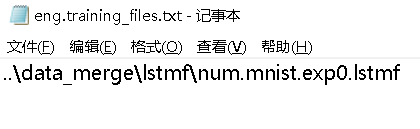 eng.training_files.txt - 记事本
文件(F) 编辑(E) 格式(O) 查看(V) 帮助(H)
..\data_merge\lstmf\num.mnist.exp0.lstmf